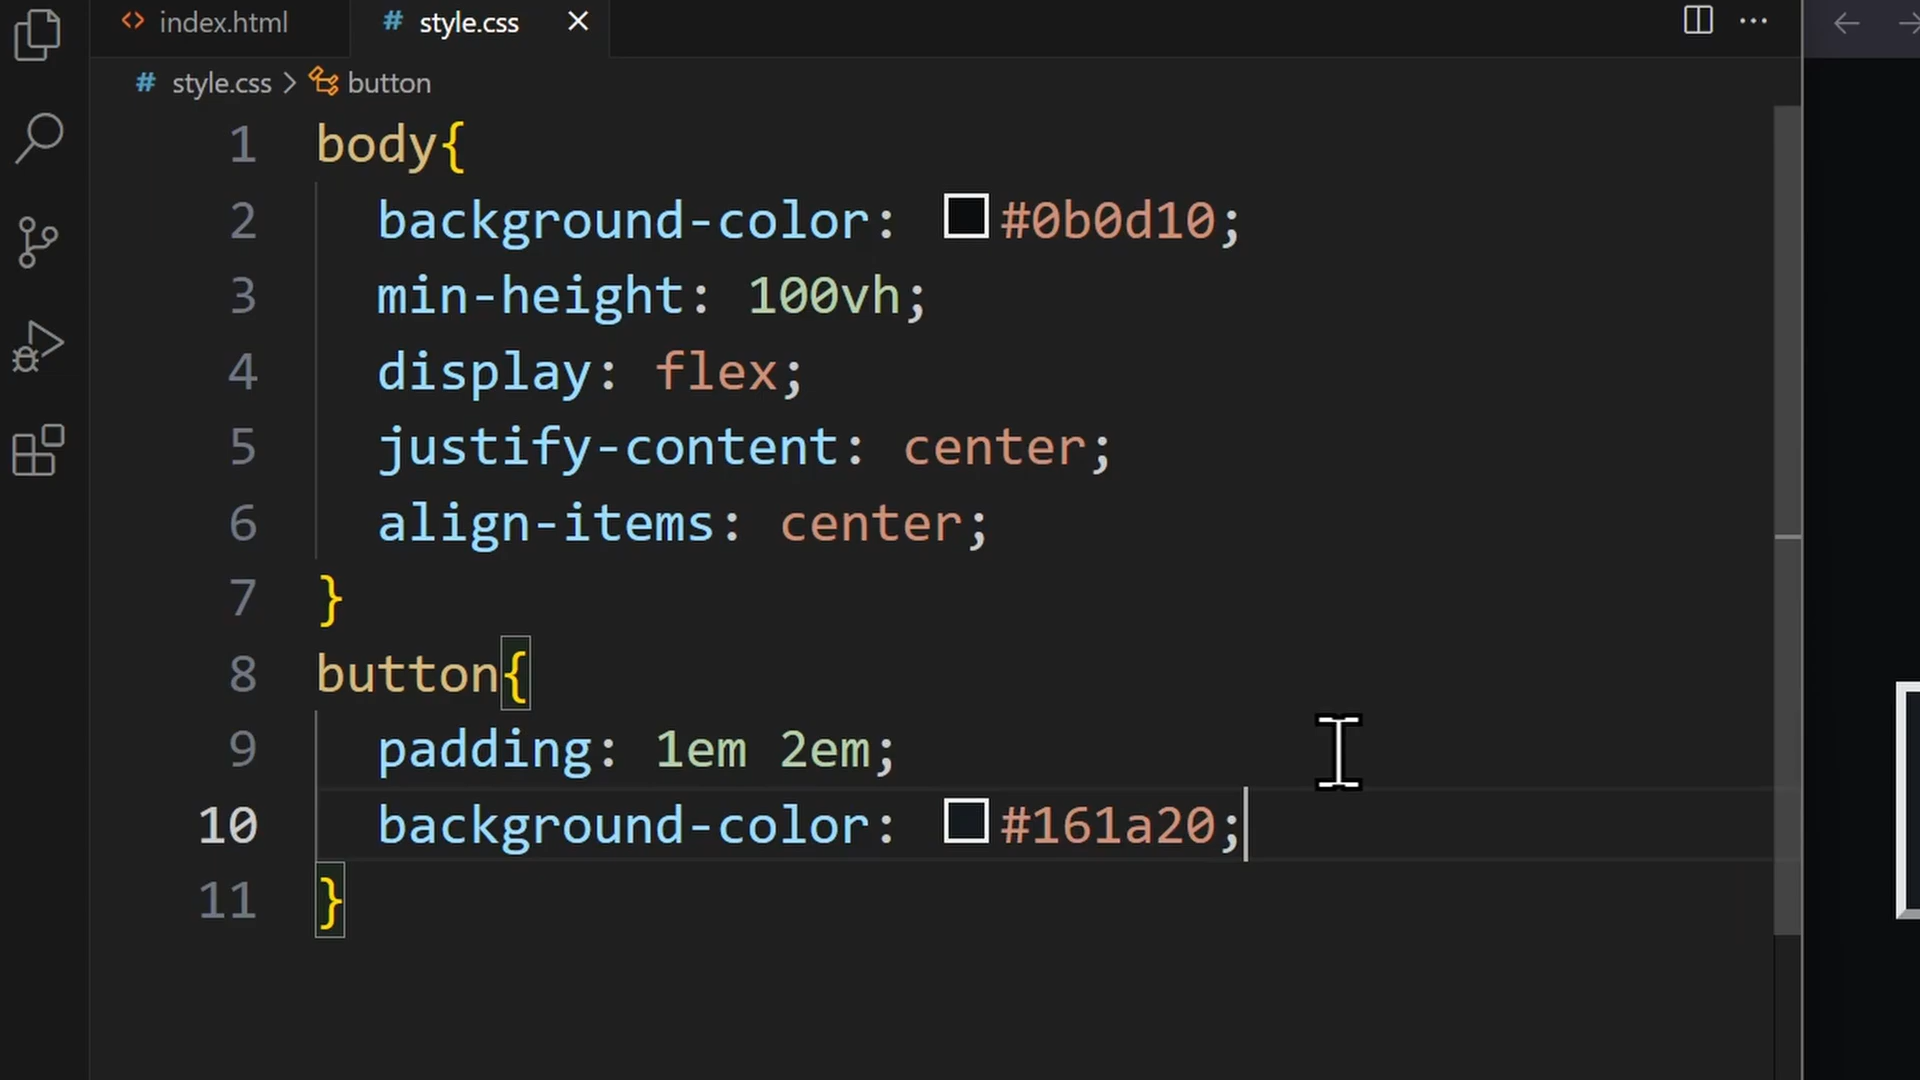 index.html
style.css
style.css > button
1 body{
2 background-color: #0b0d10;
3 min-height: 100vh;
4 display: flex;
5 justify-content: center;
6 align-items: center;
7 }
8 button{
9 padding: 1em 2em;
10 background-color: #161a20;
11 }